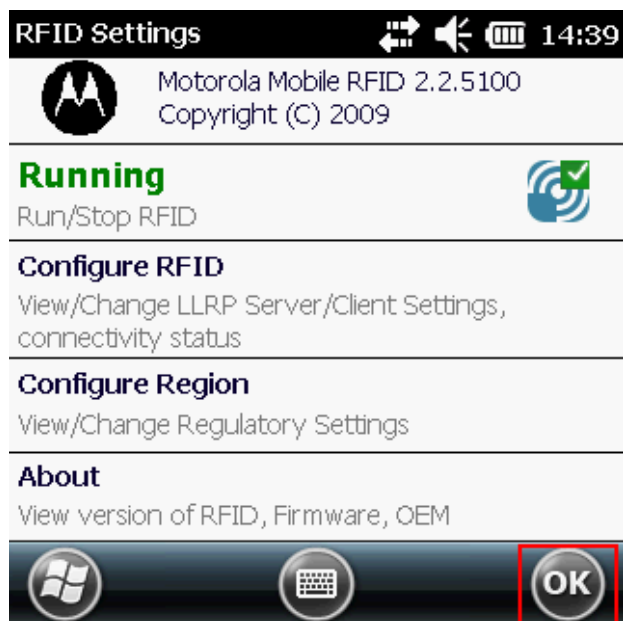 RFID Settings 14:39
Motorola Mobile RFID 2.2.5100
Copyright (C) 2009
Running
Run/Stop RFID
Configure RFID
View/Change LLRP Server/Client Settings,
connectivity status
Configure Region
View/Change Regulatory Settings
About
View version of RFID, Firmware, OEM
OK